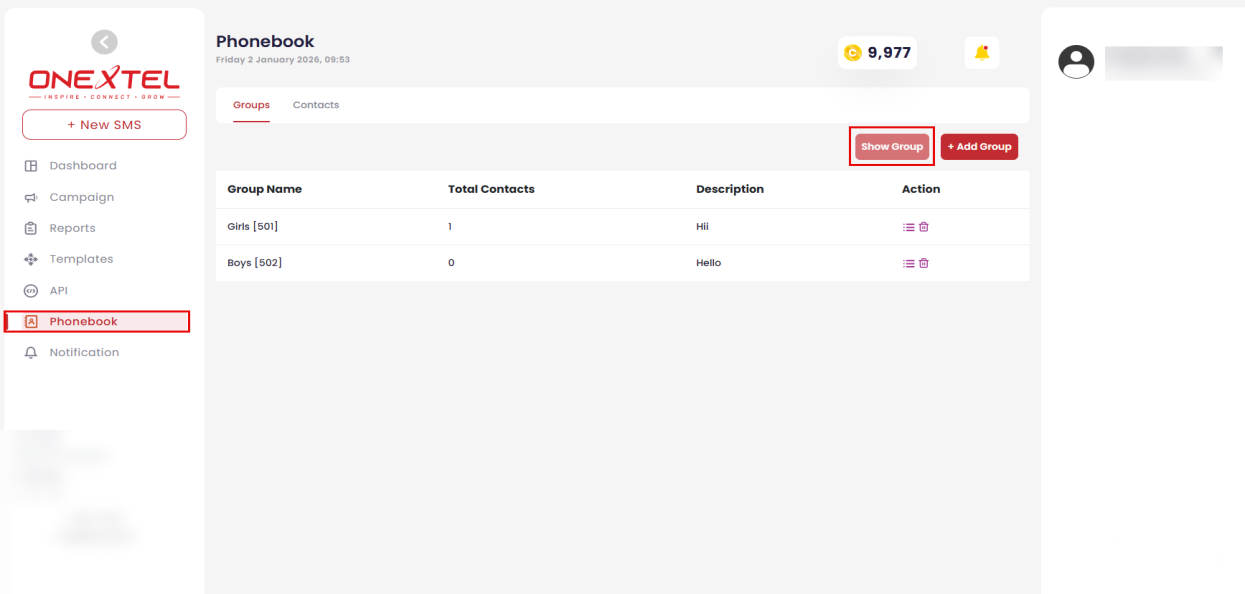 ONEXTEL
INSPIRE • CONNECT • GROW
+ New SMS
Dashboard
Campaign
Reports
Templates
API
Phonebook
Notification
Phonebook
Friday 2 January 2026, 09:53
9,977
Groups Contacts
Show Group + Add Group
Group Name Total Contacts Description Action
Girls [501] 1 Hii
Boys [502] 0 Hello